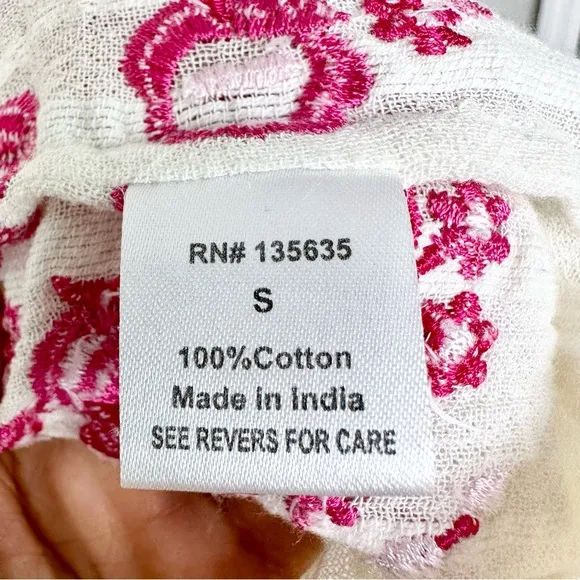 RN# 135635
S
100%Cotton
Made in India
SEE REVERS FOR CARE